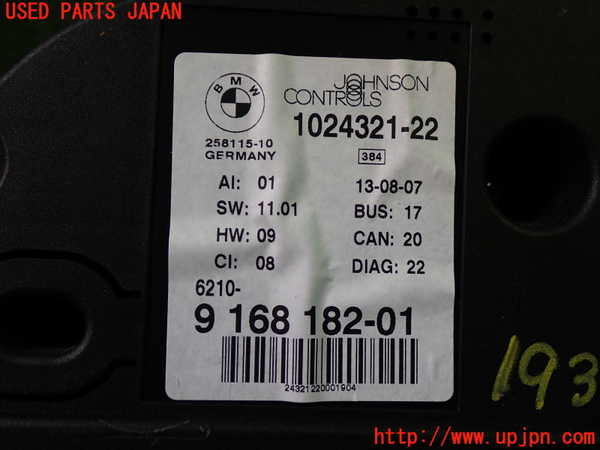 USED PARTS JAPAN
BMW
JOHNSON
CONTROLS
1024321-22
258115-10
GERMANY
384
AI: 01
13-08-07
SW: 11.01
BUS: 17
HW: 09
CAN: 20
CI: 08
DIAG: 22
6210-
9 168 182-01
24321220001904
193
http://www.upjpn.com/